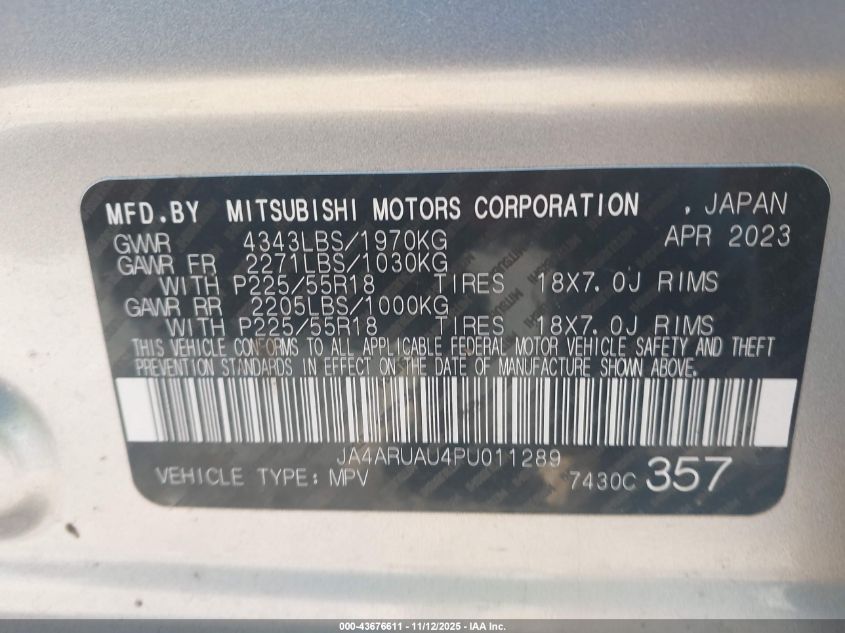 MFD.BY MITSUBISHI MOTORS CORPORATION , JAPAN
GVWR 4343LBS/1970KG APR 2023
GAWR FR 2271LBS/1030KG
WITH P225/55R18 TIRES 18X7.0J RIMS
GAWR RR 2205LBS/1000KG
WITH P225/55R18 TIRES 18X7.0J RIMS
THIS VEHICLE CONFORMS TO ALL APPLICABLE FEDERAL MOTOR VEHICLE SAFETY AND THEFT
PREVENTION STANDARDS IN EFFECT ON THE DATE OF MANUFACTURE SHOWN ABOVE.
JA4ARUAU4PU011289
VEHICLE TYPE: MPV 7430C 357
000-43676611 - 11/12/2025 - IAA Inc.